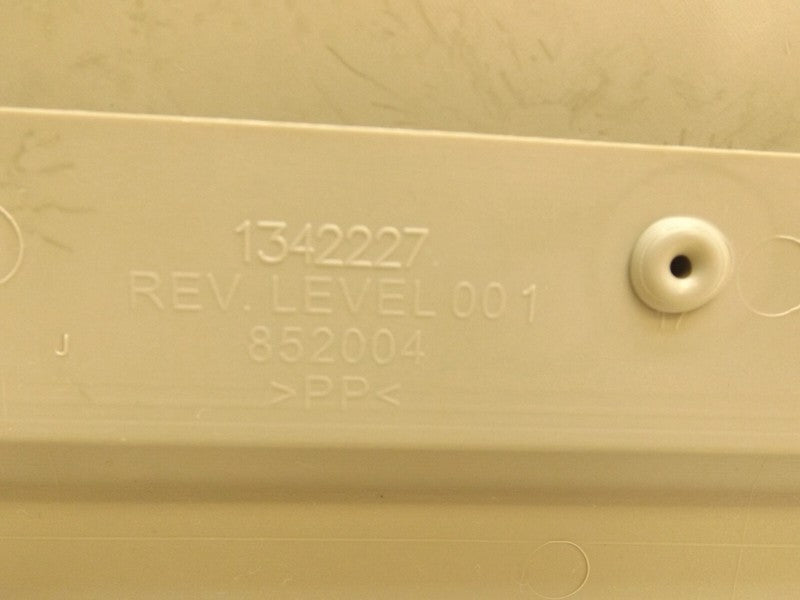 1342227
REV. LEVEL 001
852004
J
>PP<